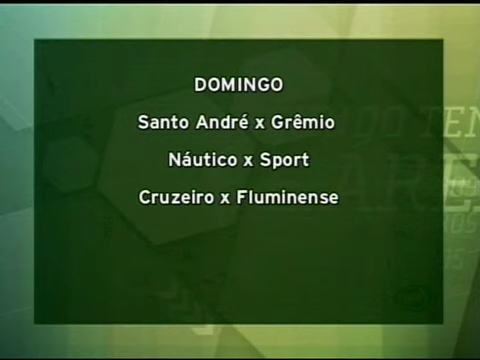 DOMINGO
Santo André x Grêmio
Náutico x Sport
Cruzeiro x Fluminense